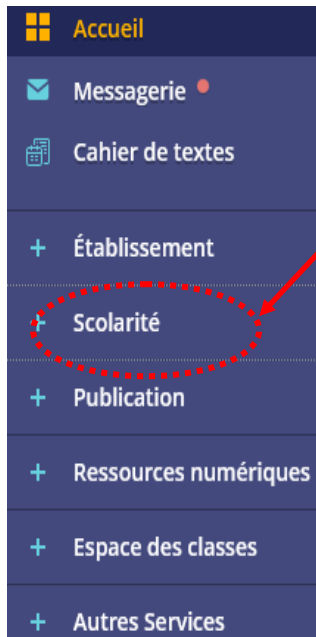 Accueil
Messagerie
Cahier de textes
+ Établissement
+ Scolarité
+ Publication
+ Ressources numériques
+ Espace des classes
+ Autres Services